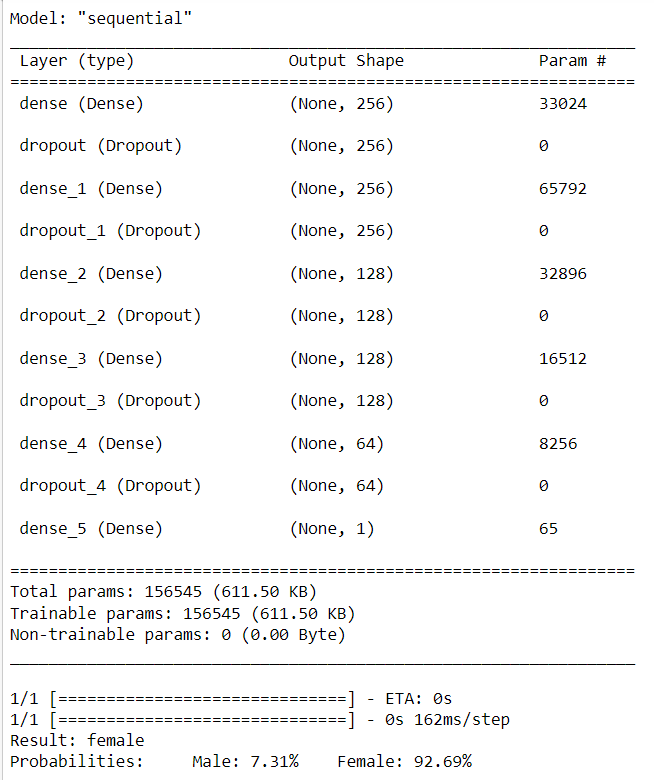 Model: "sequential"
_________________________________________________________________
Layer (type) Output Shape Param #
=================================================================
dense (Dense) (None, 256) 33024
dropout (Dropout) (None, 256) 0
dense_1 (Dense) (None, 256) 65792
dropout_1 (Dropout) (None, 256) 0
dense_2 (Dense) (None, 128) 32896
dropout_2 (Dropout) (None, 128) 0
dense_3 (Dense) (None, 128) 16512
dropout_3 (Dropout) (None, 128) 0
dense_4 (Dense) (None, 64) 8256
dropout_4 (Dropout) (None, 64) 0
dense_5 (Dense) (None, 1) 65
=================================================================
Total params: 156545 (611.50 KB)
Trainable params: 156545 (611.50 KB)
Non-trainable params: 0 (0.00 Byte)
_________________________________________________________________
1/1 [==============================] - ETA: 0s
1/1 [==============================] - 0s 162ms/step
Result: female
Probabilities: Male: 7.31% Female: 92.69%